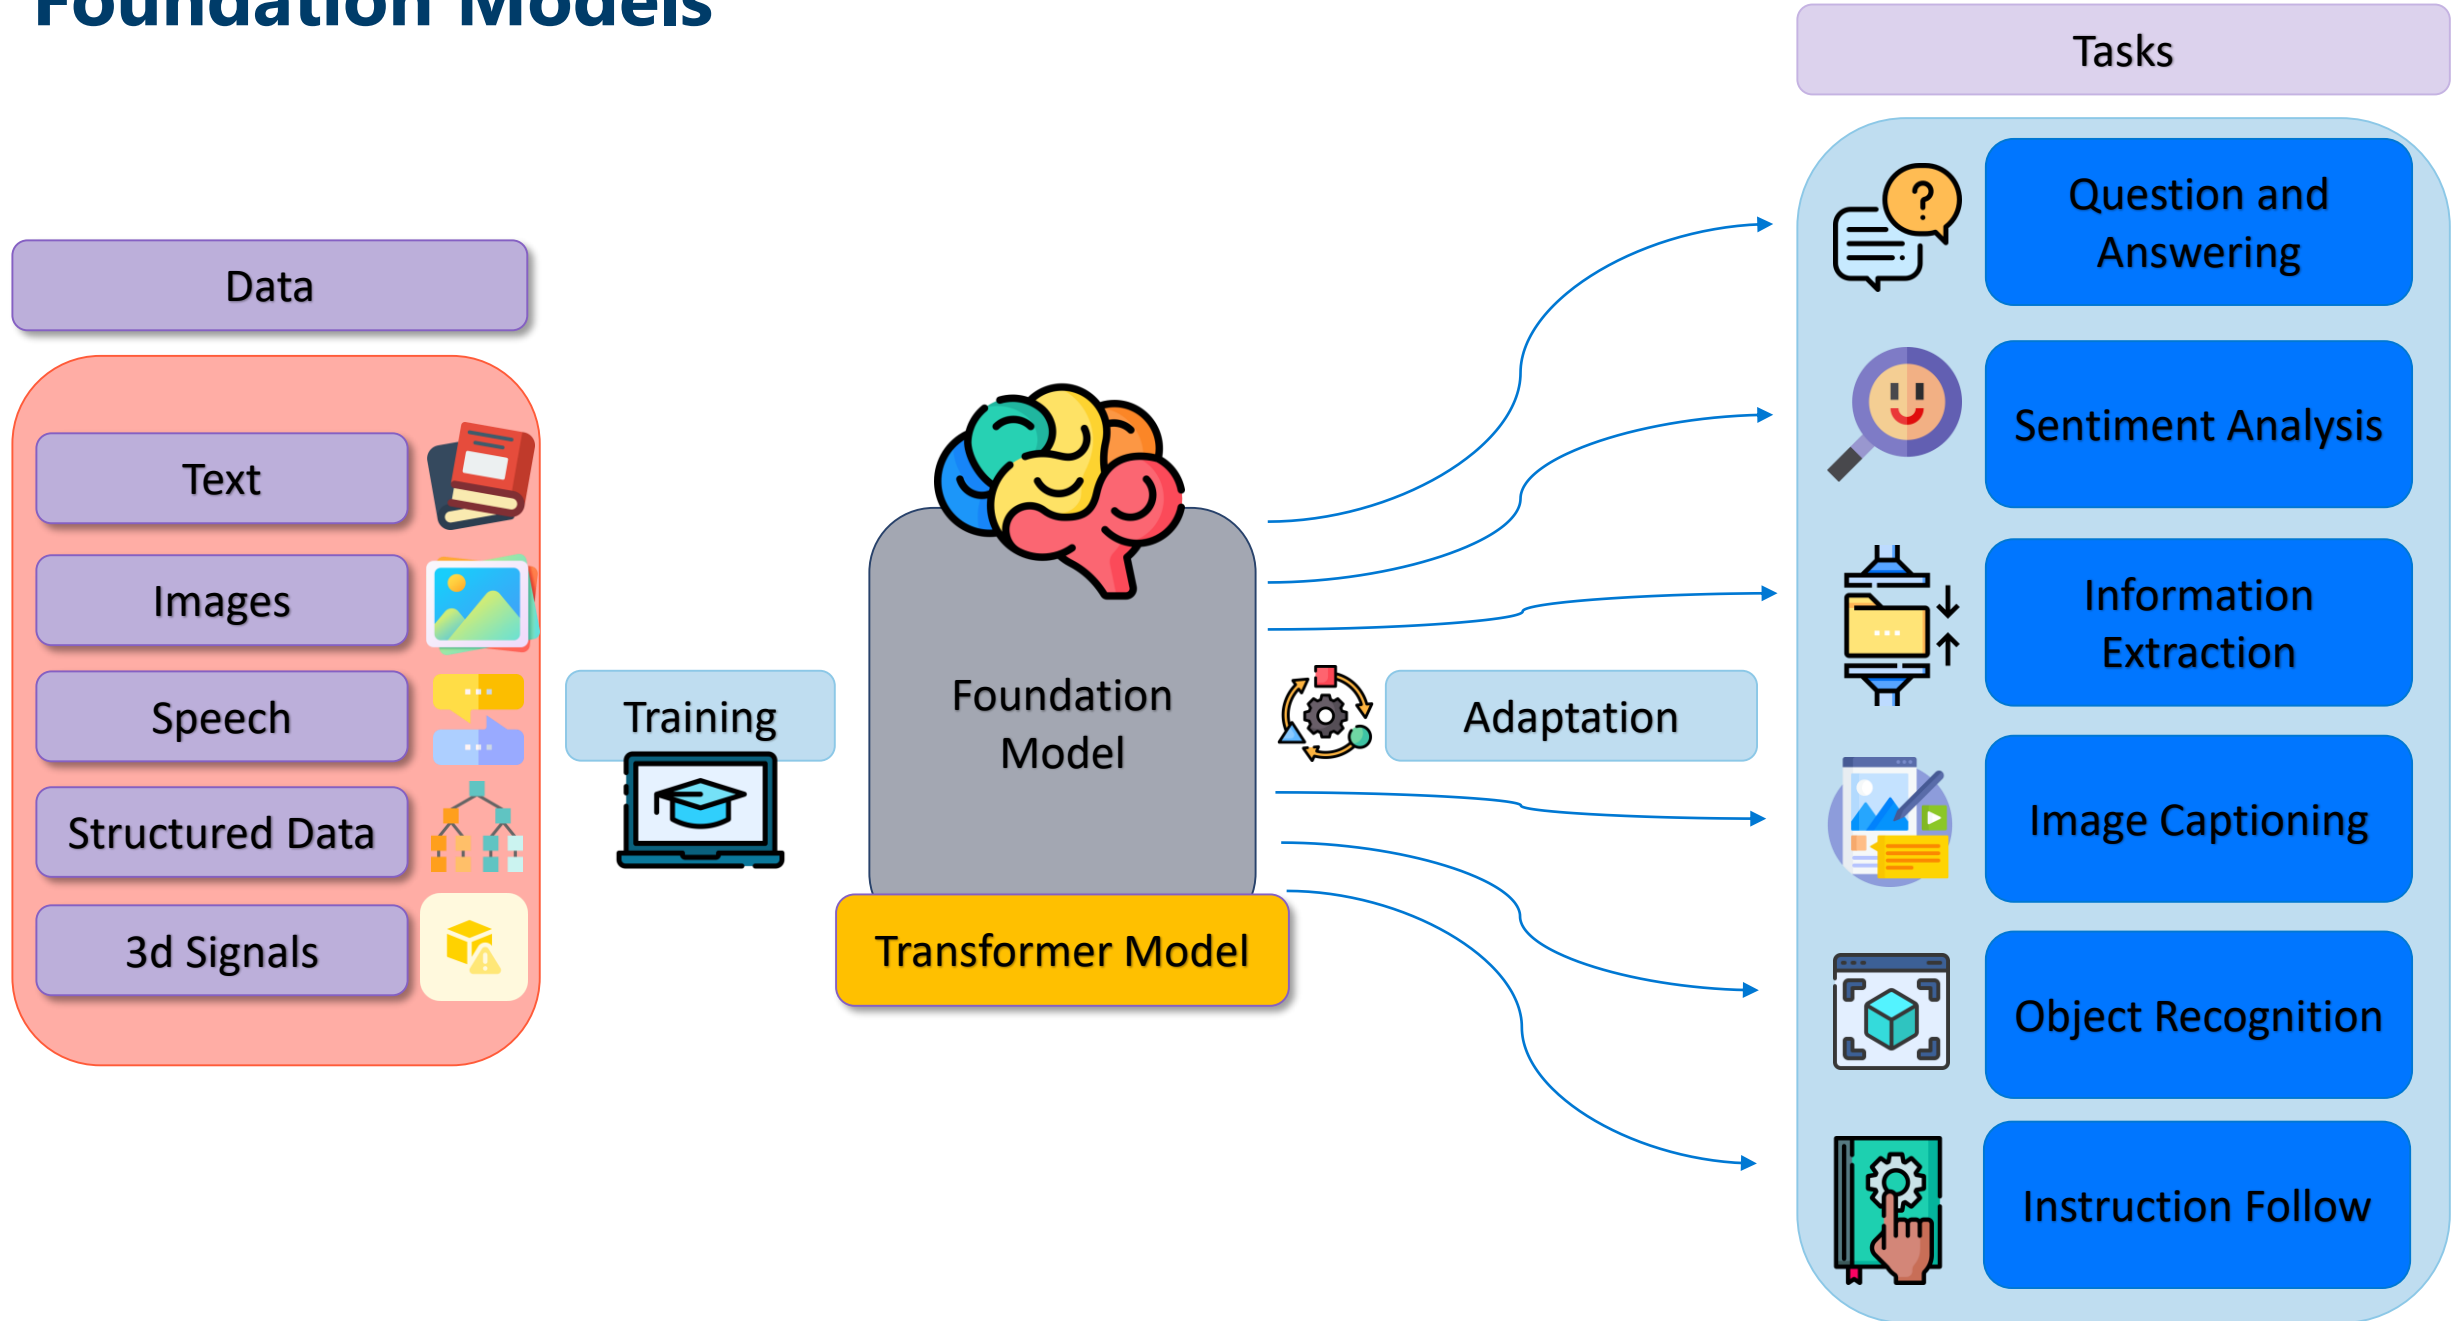 Foundation Models
Data
Text
Images
Speech
Structured Data
3d Signals
Training
Foundation
Model
Transformer Model
Adaptation
Tasks
Question and
Answering
Sentiment Analysis
Information
Extraction
Image Captioning
Object Recognition
Instruction Follow